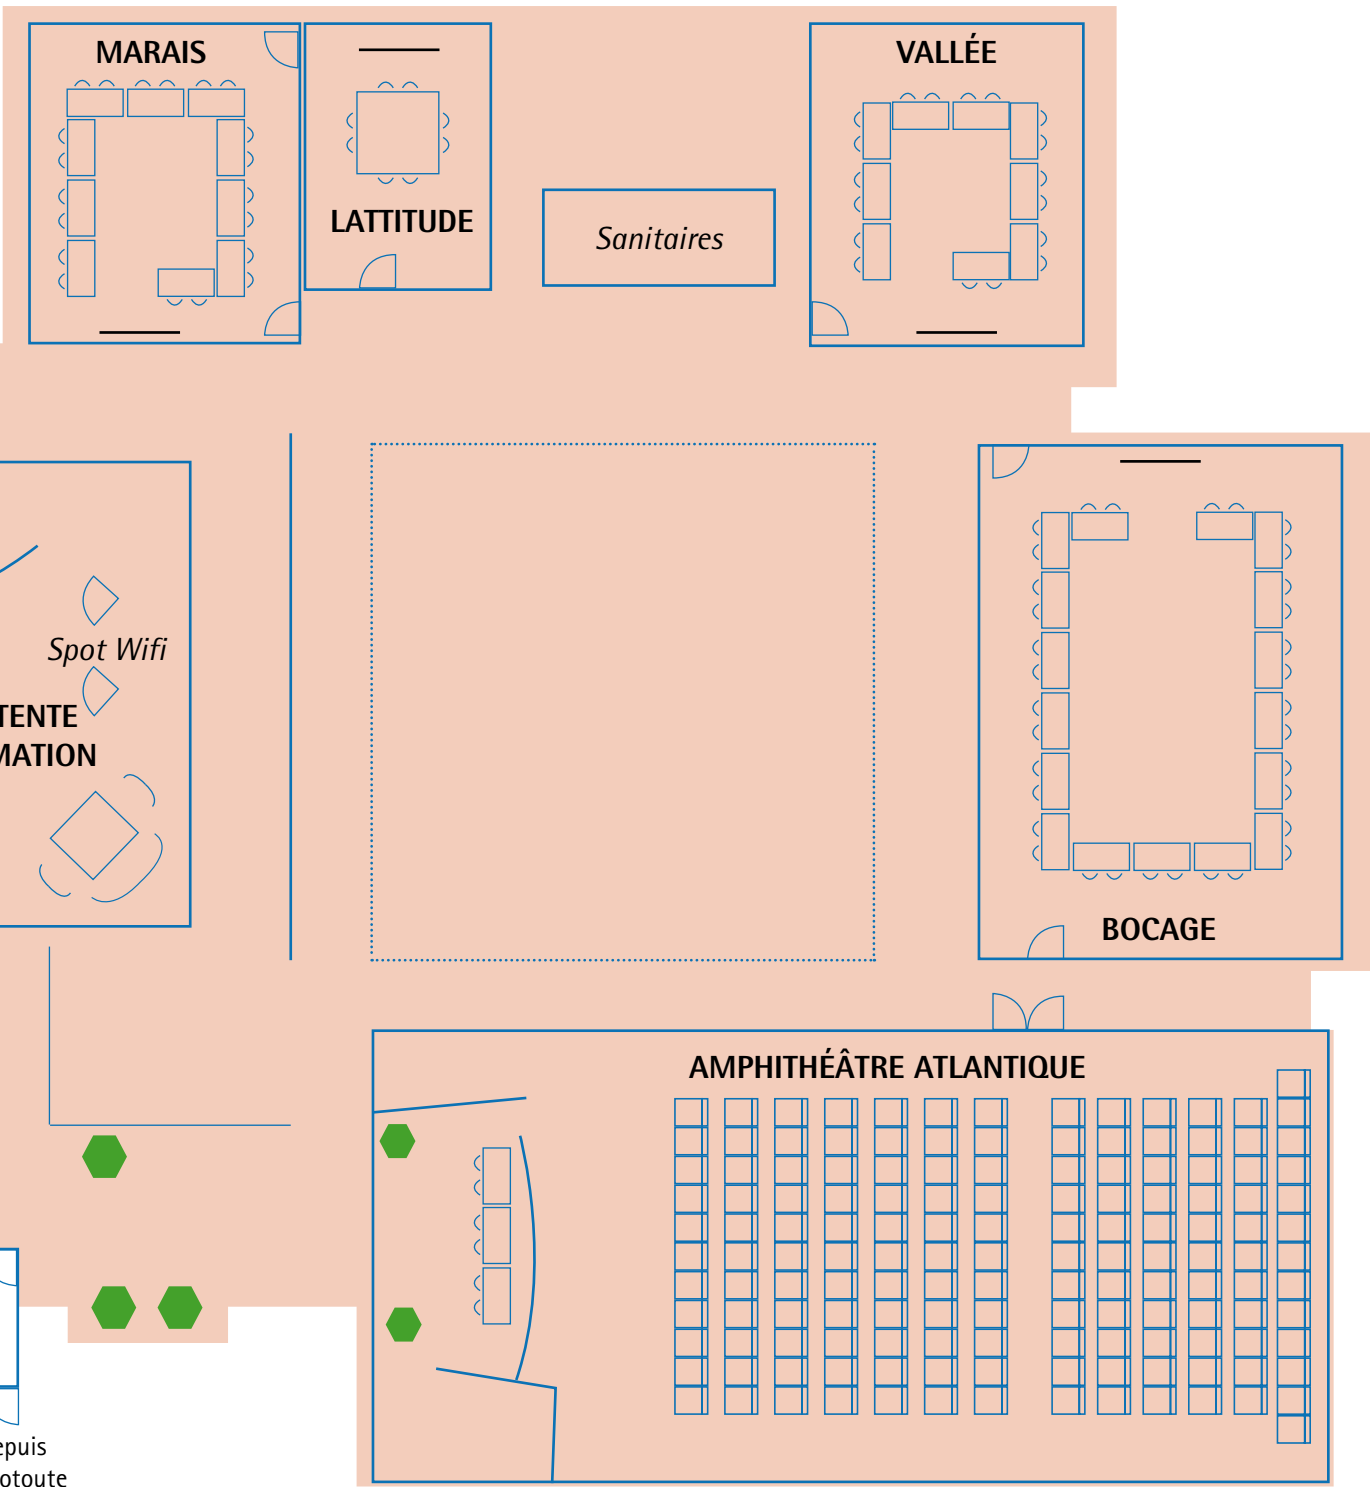 MARAIS
LATTITUDE
Sanitaires
VALLÉE
Spot Wifi
TENTE
MATION
BOCAGE
AMPHITHÉÂTRE ATLANTIQUE
epuis
otoute